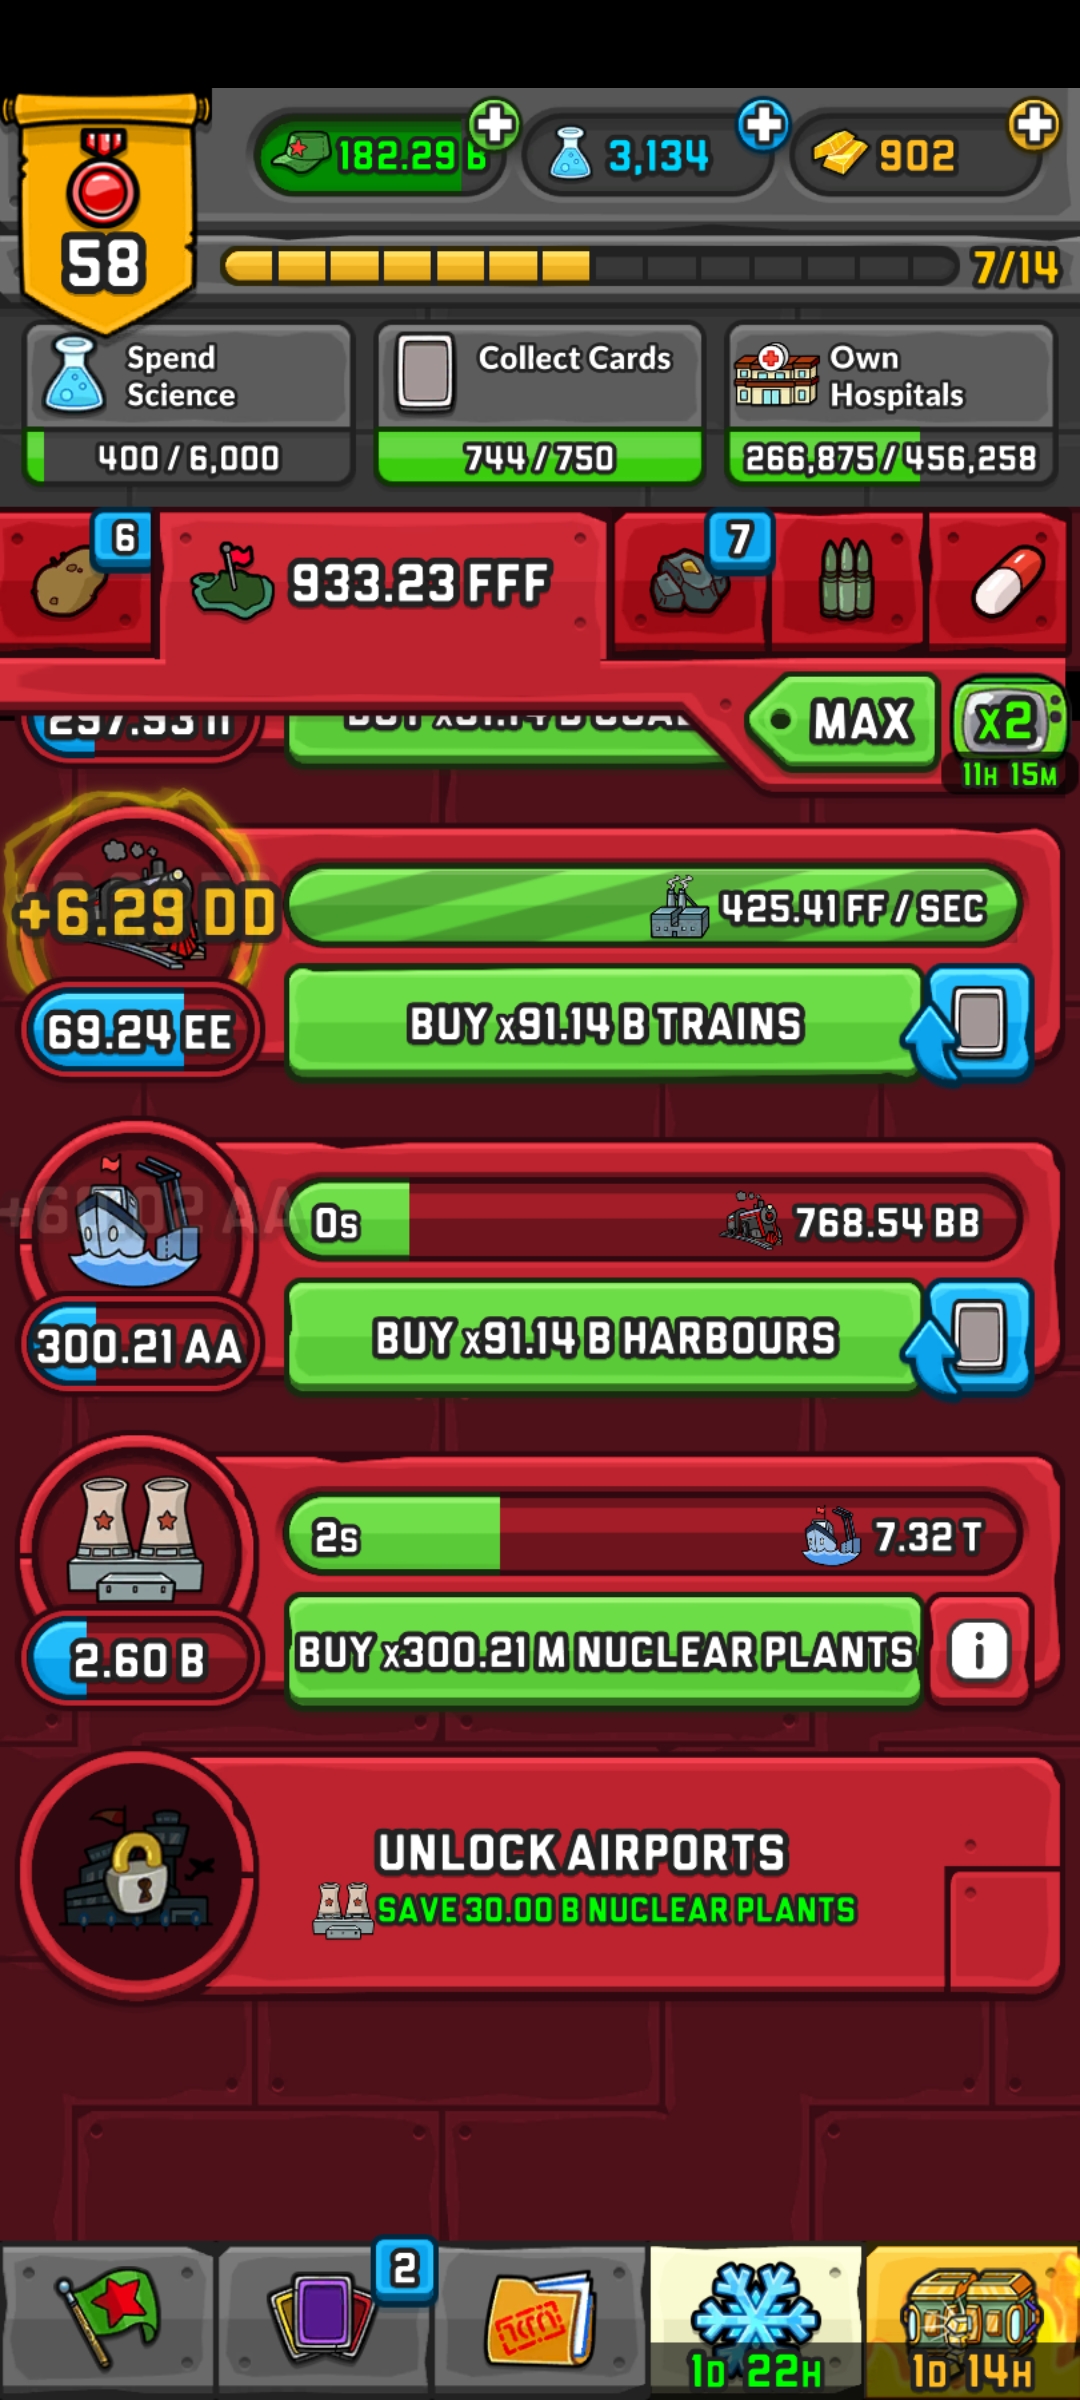 182.29 B
3,134
902
58
7/14
Spend
Science
400 / 6,000
Collect Cards
744 / 750
Own
Hospitals
266,875 / 456,258
6
933.23 FFF
7
MAX
x2
11H 15M
+6.29 DD
425.41 FF / SEC
69.24 EE
BUY x91.14 B TRAINS
0s
768.54 BB
300.21 AA
BUY x91.14 B HARBOURS
2s
7.32 T
2.60 B
BUY x300.21 M NUCLEAR PLANTS
i
UNLOCK AIRPORTS
SAVE 30.00 B NUCLEAR PLANTS
2
1D 22H
1D 14H